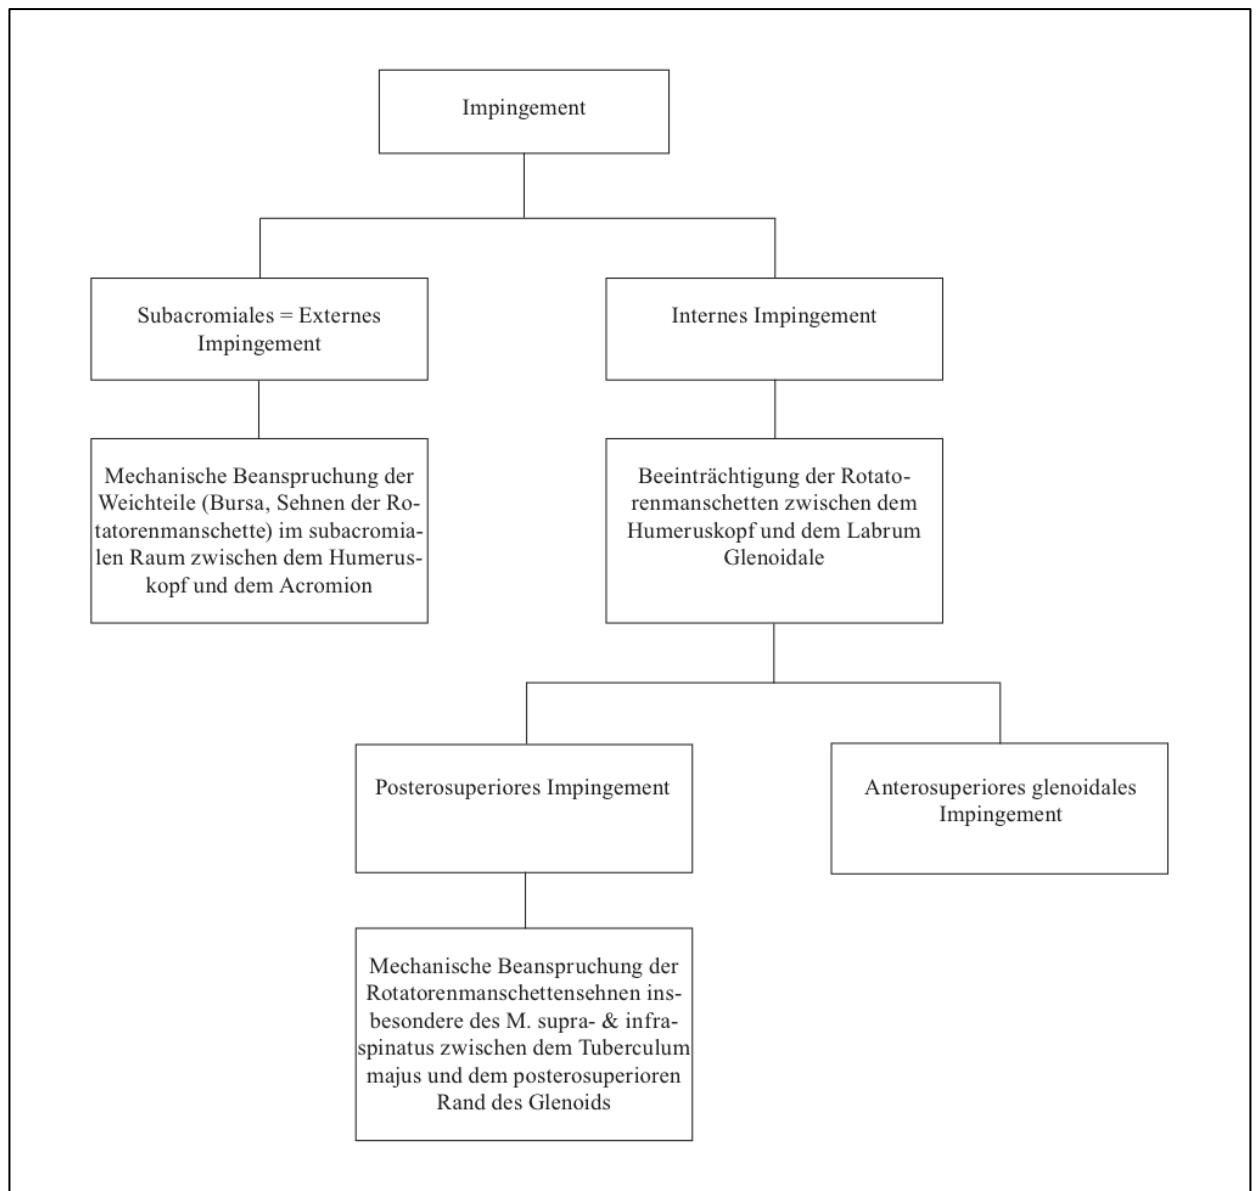 Impingement
Subacromiales = Externes
Impingement
Internes Impingement
Mechanische Beanspruchung der
Weichteile (Bursa, Sehnen der Ro-
tatorenmanschette) im subacromia-
len Raum zwischen dem Humerus-
kopf und dem Acromion
Beeinträchtigung der Rotato-
renmanschetten zwischen dem
Humeruskopf und dem Labrum
Glenoidale
Posterosuperiores Impingement
Anterosuperiores glenoidales
Impingement
Mechanische Beanspruchung der
Rotatorenmanschettensehnen ins-
besondere des M. supra- & infra-
spinatus zwischen dem Tuberculum
majus und dem posterosuperioren
Rand des Glenoids